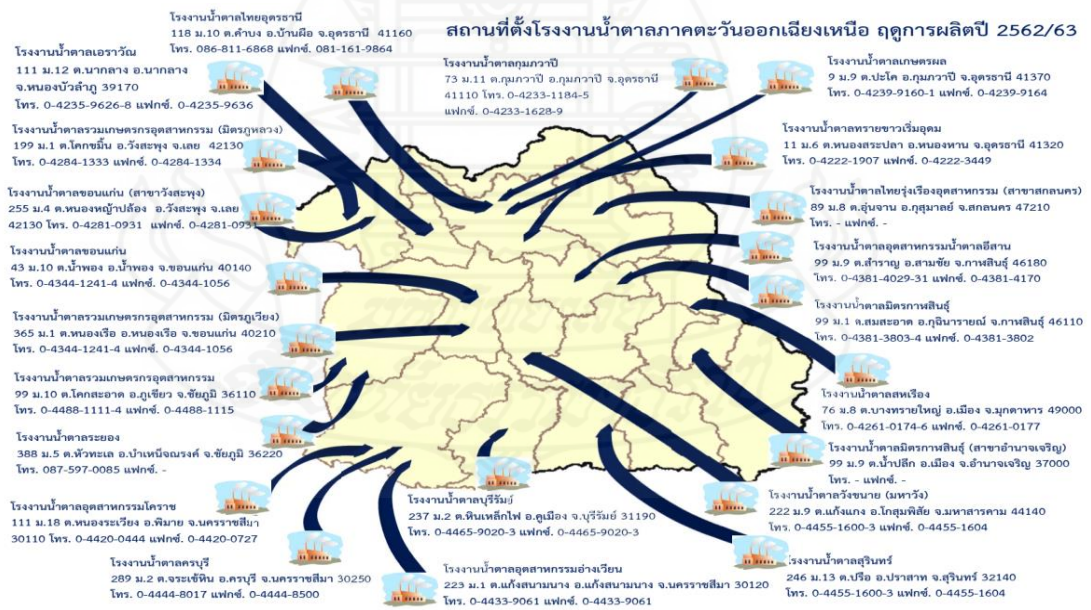 สถานที่ตั้งโรงงานน้ำตาลภาคตะวันออกเฉียงเหนือ ฤดูการผลิตปี 2562/63
โรงงานน้ำตาลไทยอุดรธานี
118 ม.10 ต.คำบง อ.บ้านผือ จ.อุดรธานี 41160
โทร. 086-811-6868 แฟกซ์. 081-161-9864
โรงงงานน้ำตาลเอราวัณ
111 ม.12 ต.นากลาง อ.นากลาง
จ.หนองบัวลำภู 39170
โทร. 0-4235-9626-8 แฟกซ์. 0-4235-9636
โรงงานน้ำตาลรวมเกษตรกรอุตสาหกรรม (มิตรภูหลวง)
199 ม.1 ต.โคกขมิ้น อ.วังสะพุง จ.เลย 42130
โทร. 0-4284-1333 แฟกซ์. 0-4284-1334
โรงงานน้ำตาลขอนแก่น (สาขาวังสะพุง)
255 ม.4 ต.หนองหญ้าปล้อง อ.วังสะพุง จ.เลย
42130 โทร. 0-4281-0931 แฟกซ์. 0-4281-0931
โรงงานน้ำตาลขอนแก่น
43 ม.10 ต.น้ำพอง อ.น้ำพอง จ.ขอนแก่น 40140
โทร. 0-4344-1241-4 แฟกซ์. 0-4344-1056
โรงงานน้ำตาลรวมเกษตรกรอุตสาหกรรม (มิตรภูเวียง)
365 ม.1 ต.หนองเรือ อ.หนองเรือ จ.ขอนแก่น 40210
โทร. 0-4344-1241-4 แฟกซ์. 0-4344-1056
โรงงานน้ำตาลรวมเกษตรกรอุตสาหกรรม
99 ม.10 ต.โคกสะอาด อ.ภูเขียว จ.ชัยภูมิ 36110
โทร. 0-4488-1111-4 แฟกซ์. 0-4488-1115
โรงงานน้ำตาลระยอง
388 ม.5 ต.หัวทะเล อ.บำเหน็จณรงค์ จ.ชัยภูมิ 36220
โทร. 087-597-0085 แฟกซ์. -
โรงงานน้ำตาลอุตสาหกรรมโคราช
111 ม.18 ต.หนองระเวียง อ.พิมาย จ.นครราชสีมา
30110 โทร. 0-4420-0444 แฟกซ์. 0-4420-0727
โรงงานน้ำตาลครบุรี
289 ม.2 ต.จระเข้หิน อ.ครบุรี จ.นครราชสีมา 30250
โทร. 0-4444-8017 แฟกซ์. 0-4444-8500
โรงงานน้ำตาลกุมภวาปี
73 ม.11 ต.กุมภวาปี อ.กุมภวาปี จ.อุดรธานี
41110 โทร. 0-4233-1184-5
แฟกซ์. 0-4233-1628-9
โรงงานน้ำตาลเกษตรผล
9 ม.9 ต.ปะโค อ.กุมภวาปี จ.อุดรธานี 41370
โทร. 0-4239-9160-1 แฟกซ์. 0-4239-9164
โรงงานน้ำตาลทรายขาวเริ่มอุดม
11 ม.6 ต.หนองสระปลา อ.หนองหาน จ.อุดรธานี 41320
โทร. 0-4222-1907 แฟกซ์. 0-4222-3449
โรงงานน้ำตาลไทยรุ่งเรืองอุตสาหกรรม (สาขาสกลนคร)
89 ม.8 ต.อุ่มจาน อ.กุสุมาลย์ จ.สกลนคร 47210
โทร. - แฟกซ์. -
โรงงานน้ำตาลอุตสาหกรรมน้ำตาลอีสาน
99 ม.9 ต.สำราญ อ.สามชัย จ.กาฬสินธุ์ 46180
โทร. 0-4381-4029-31 แฟกซ์. 0-4381-4170
โรงงานน้ำตาลมิตรกาฬสินธุ์
99 ม.1 ต.สมสะอาด อ.กุฉินารายณ์ จ.กาฬสินธุ์ 46110
โทร. 0-4381-3803-4 แฟกซ์. 0-4381-3802
โรงงานน้ำตาลสหเรือง
76 ม.8 ต.บางทรายใหญ่ อ.เมือง จ.มุกดาหาร 49000
โทร. 0-4261-0174-6 แฟกซ์. 0-4261-0177
โรงงานน้ำตาลมิตรกาฬสินธุ์ (สาขาอำนาจเจริญ)
99 ม.9 ต.น้ำปลีก อ.เมือง จ.อำนาจเจริญ 37000
โทร. - แฟกซ์. -
โรงงานน้ำตาลวังขนาย (มหาวัง)
222 ม.9 ต.แก้งแกง อ.โกสุมพิสัย จ.มหาสารคาม 44140
โทร. 0-4455-1600-3 แฟกซ์. 0-4455-1604
โรงงานน้ำตาลบุรีรัมย์
237 ม.2 ต.หินเหล็กไฟ อ.คูเมือง จ.บุรีรัมย์ 31190
โทร. 0-4465-9020-3 แฟกซ์. 0-4465-9020-3
โรงงานน้ำตาลอุตสาหกรรมอ่างเวียน
223 ม.1 ต.แก้งสนามนาง อ.แก้งสนามนาง จ.นครราชสีมา 30120
โทร. 0-4433-9061 แฟกซ์. 0-4433-9061
โรงงานน้ำตาลสุรินทร์
246 ม.13 ต.ปรือ อ.ปราสาท จ.สุรินทร์ 32140
โทร. 0-4455-1600-3 แฟกซ์. 0-4455-1604